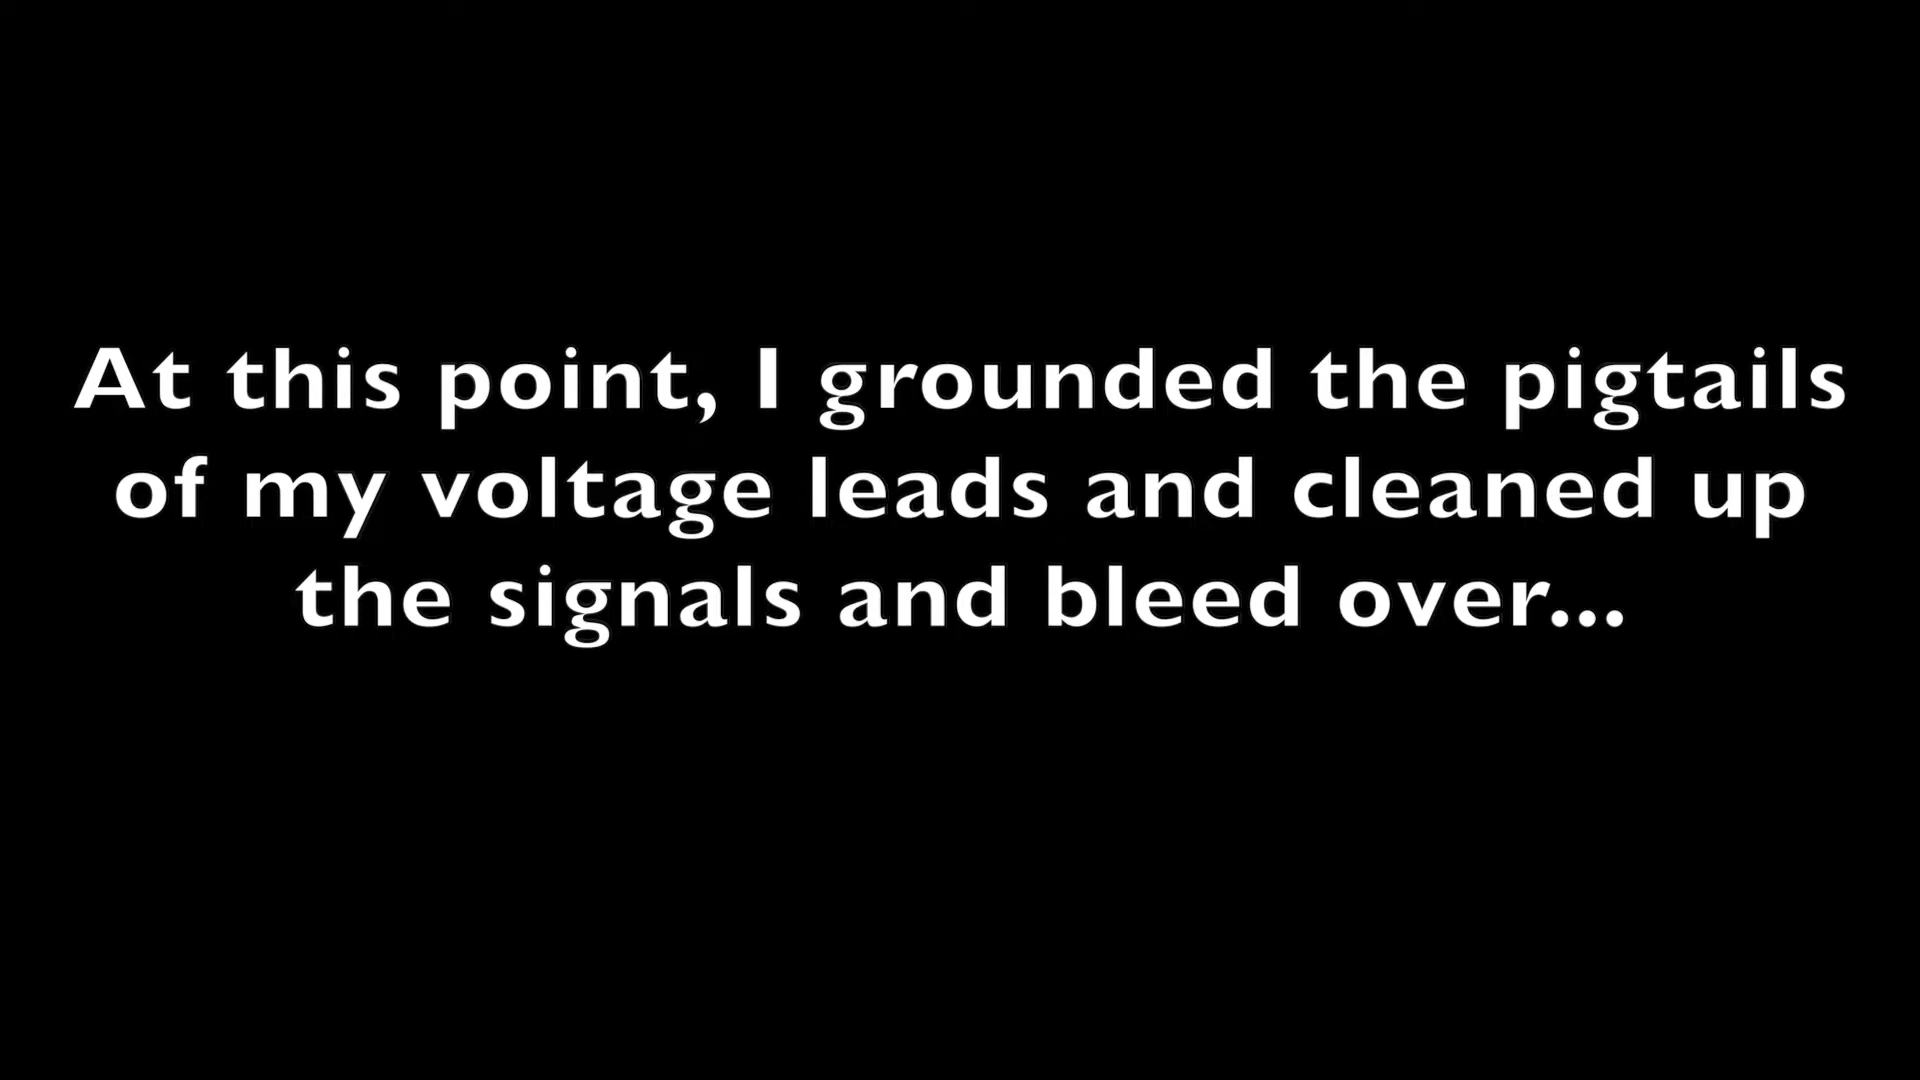 At this point, I grounded the pigtails
of my voltage leads and cleaned up
the signals and bleed over...